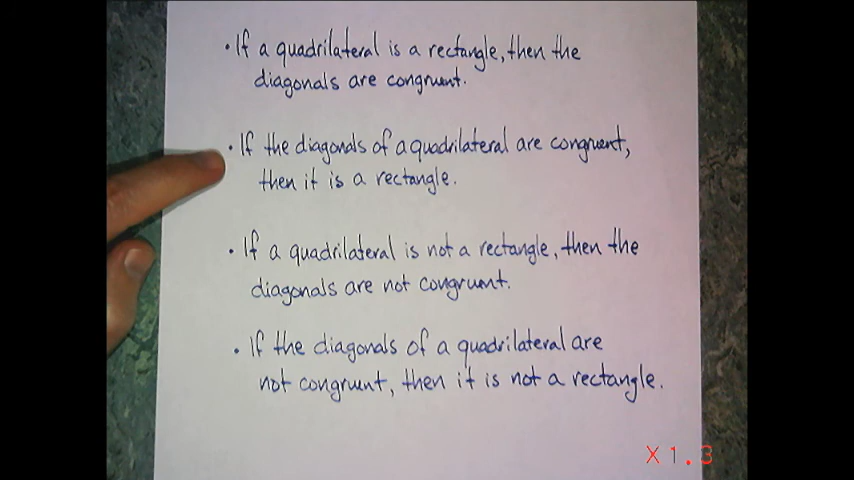 • If a quadrilateral is a rectangle, then the
diagonals are congruent.
• If the diagonals of a quadrilateral are congruent,
then it is a rectangle.
• If a quadrilateral is not a rectangle, then the
diagonals are not congruent.
• If the diagonals of a quadrilateral are
not congruent, then it is not a rectangle.
X1.3